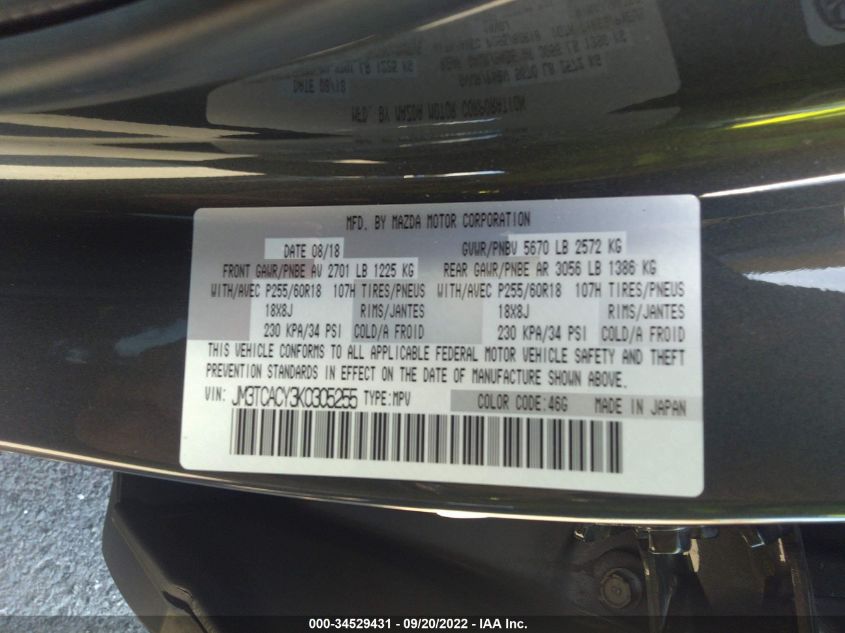 MFD. BY MAZDA MOTOR CORPORATION
DATE 08/18 GVWR/PNBV 5670 LB 2572 KG
FRONT GAWR/PNBE AV 2701 LB 1225 KG REAR GAWR/PNBE AR 3056 LB 1386 KG
WITH/AVEC P255/60R18 107H TIRES/PNEUS WITH/AVEC P255/60R18 107H TIRES/PNEUS
18X8J RIMS/JANTES 18X8J RIMS/JANTES
230 KPA/34 PSI COLD/A FROID 230 KPA/34 PSI COLD/A FROID
THIS VEHICLE CONFORMS TO ALL APPLICABLE FEDERAL MOTOR VEHICLE SAFETY AND THEFT
PREVENTION STANDARDS IN EFFECT ON THE DATE OF MANUFACTURE SHOWN ABOVE.
VIN: JM3TCACY3K0305255 TYPE:MPV COLOR CODE:46G MADE IN JAPAN
000-34529431 - 09/20/2022 - IAA Inc.